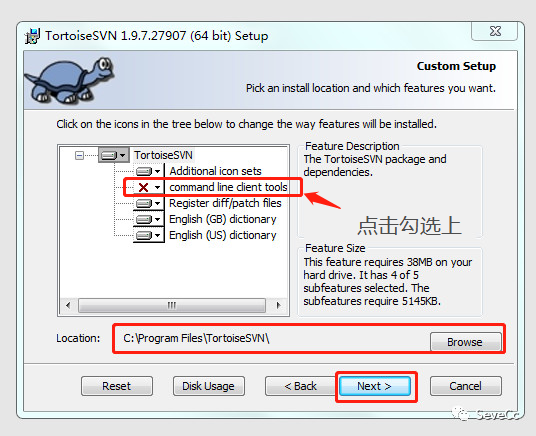 TortoiseSVN 1.9.7.27907 (64 bit) Setup
Custom Setup
Pick an install location and which features you want.
Click on the icons in the tree below to change the way features will be installed.
TortoiseSVN
Additional icon sets
command line client tools
Register diff/patch files
English (GB) dictionary
English (US) dictionary
Feature Description
The TortoiseSVN package and
dependencies.
点击勾选上
Feature Size
This feature requires 38MB on your
hard drive. It has 4 of 5
subfeatures selected. The
subfeatures require 5145KB.
Location:
C:\Program Files\TortoiseSVN\
Browse
Reset
Disk Usage
< Back
Next >
Cancel
SeveCc